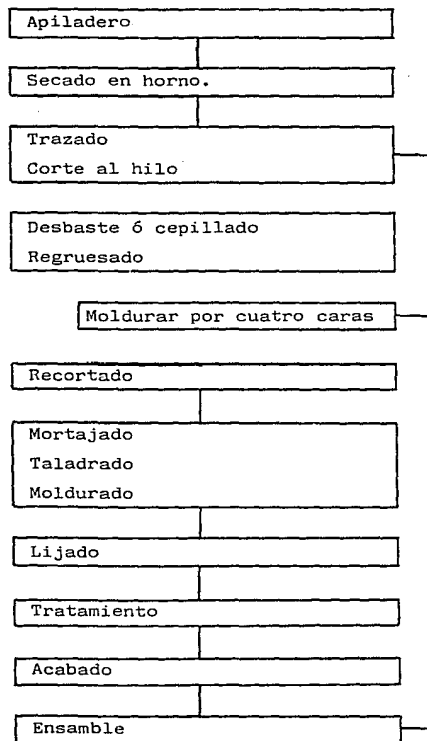 Apiladero
Secado en horno.
Trazado
Corte al hilo
Desbaste ó cepillado
Regruesado
Moldurar por cuatro caras
Recortado
Mortajado
Taladrado
Moldurado
Lijado
Tratamiento
Acabado
Ensamble